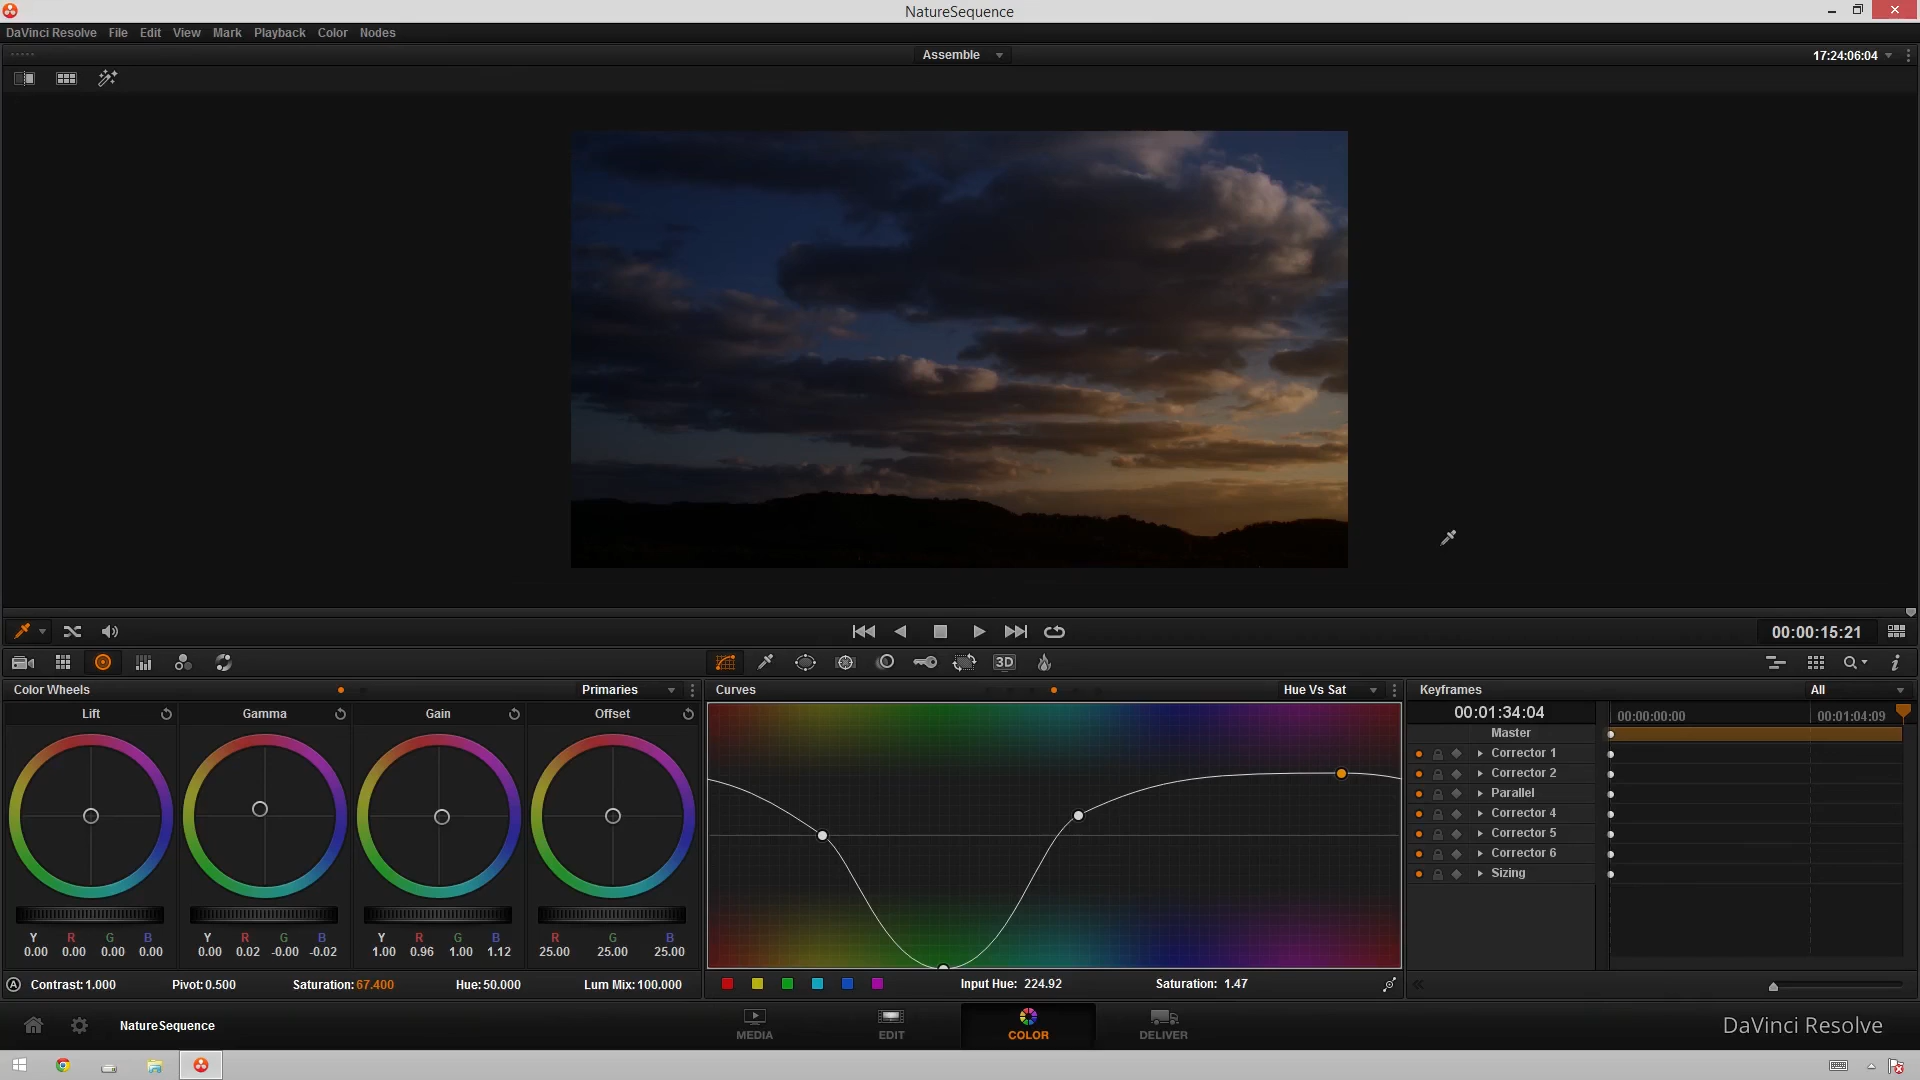 NatureSequence
DaVinci Resolve File Edit View Mark Playback Color Nodes
Assemble
17:24:06:04
00:00:15:21
3D
Color Wheels
Primaries
Curves
Hue Vs Sat
Keyframes
All
Lift
Gamma
Gain
Offset
00:01:34:04
00:00:00:00
00:01:04:09
Master
Corrector 1
Corrector 2
Parallel
Corrector 4
Corrector 5
Corrector 6
Sizing
Y R G B
0.00 0.00 0.00 0.00
Y R G B
0.00 0.02 -0.00 -0.02
Y R G B
1.00 0.96 1.00 1.12
R G B
25.00 25.00 25.00
A Contrast:1.000 Pivot:0.500 Saturation:67.400 Hue:50.000 Lum Mix:100.000
Input Hue: 224.92 Saturation: 1.47
NatureSequence
MEDIA
EDIT
COLOR
DELIVER
DaVinci Resolve